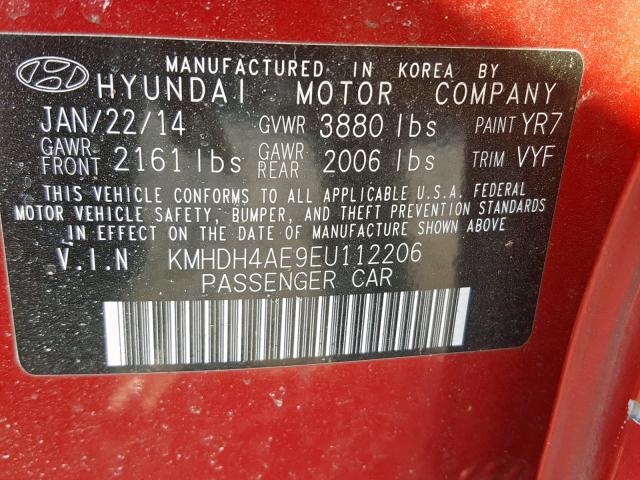 MANUFACTURED IN KOREA BY
HYUNDAI MOTOR COMPANY
JAN/22/14 GVWR 3880 lbs PAINT YR7
GAWR FRONT 2161 lbs GAWR REAR 2006 lbs TRIM VYF
THIS VEHICLE CONFORMS TO ALL APPLICABLE U.S.A. FEDERAL
MOTOR VEHICLE SAFETY, BUMPER, AND THEFT PREVENTION STANDARDS
IN EFFECT ON THE DATE OF MANUFACTURE SHOWN ABOVE.
V.I.N KMHDH4AE9EU112206
PASSENGER CAR